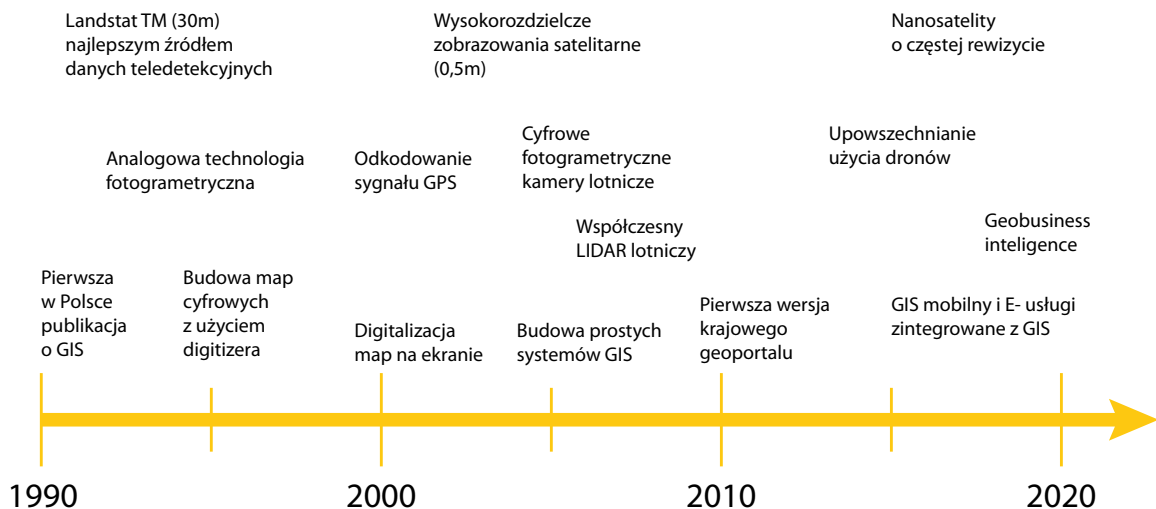 Landstat TM (30m)
najlepszym źródłem
danych teledetekcyjnych
Wysokorozdzielcze
zobrazowania satelitarne
(0,5m)
Nanosatelity
o częstej rewizycie
Analogowa technologia
fotogrametryczna
Odkodowanie
sygnału GPS
Cyfrowe
fotogrametryczne
kamery lotnicze
Upowszechnianie
użycia dronów
Współczesny
LIDAR lotniczy
Geobusiness
inteligence
Pierwsza
w Polsce
publikacja
o GIS
Budowa map
cyfrowych
z użyciem
digitizera
Digitalizacja
map na ekranie
Budowa prostych
systemów GIS
Pierwsza wersja
krajowego
geoportalu
GIS mobilny i E- usługi
zintegrowane z GIS
1990
2000
2010
2020